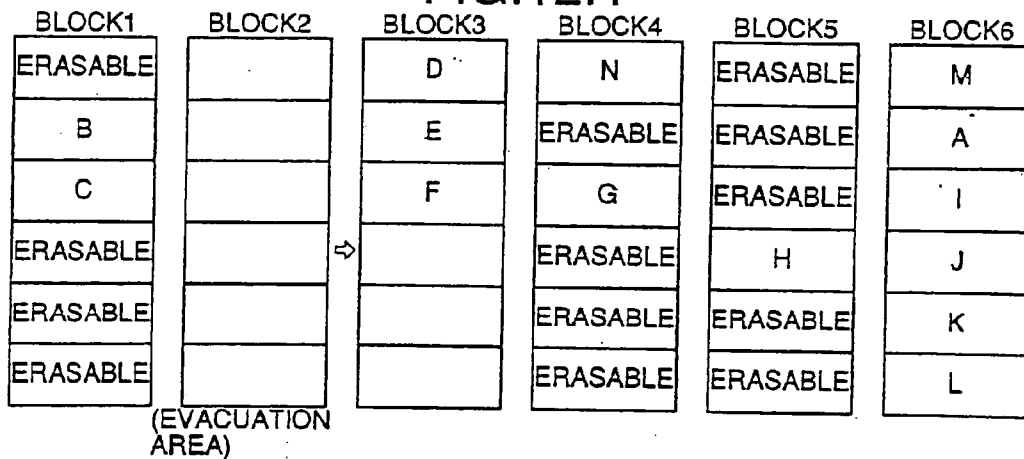 BLOCK1 BLOCK2 BLOCK3 BLOCK4 BLOCK5 BLOCK6
ERASABLE D N ERASABLE M
B E ERASABLE ERASABLE A
C F G ERASABLE I
ERASABLE ⇨ ERASABLE H J
ERASABLE ERASABLE ERASABLE K
ERASABLE ERASABLE ERASABLE L
(EVACUATION
AREA)